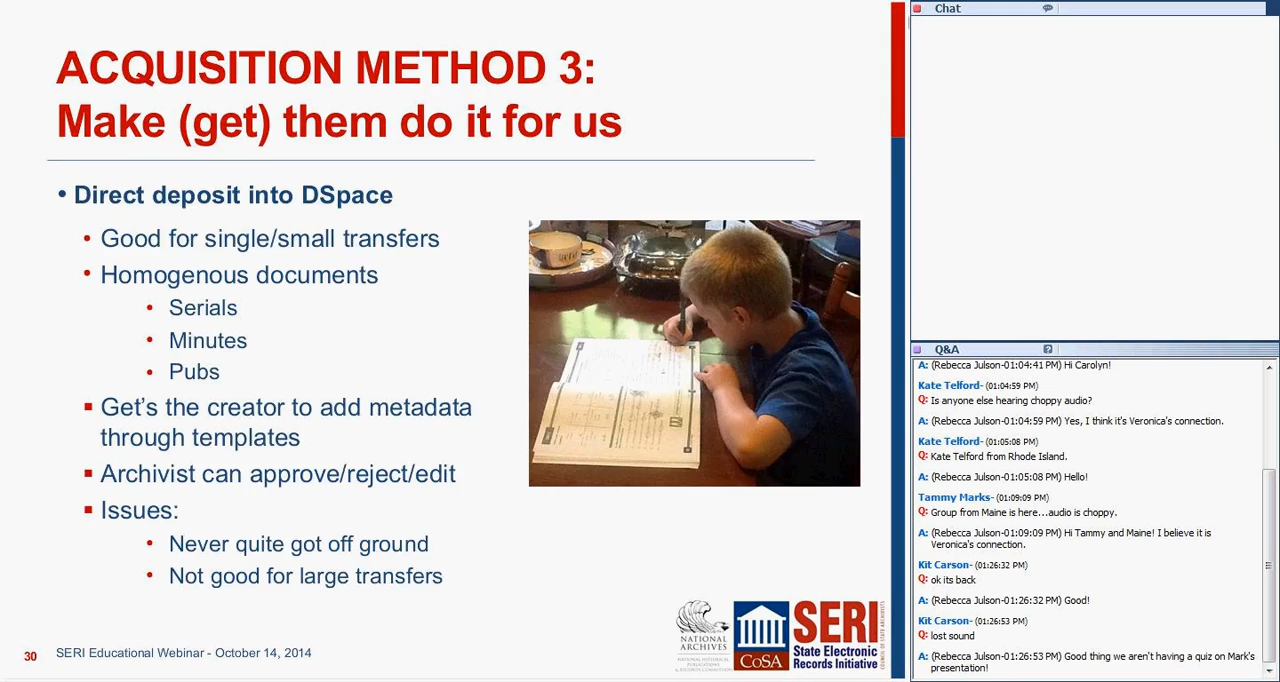 ACQUISITION METHOD 3:
Make (get) them do it for us
• Direct deposit into DSpace
• Good for single/small transfers
• Homogenous documents
• Serials
• Minutes
• Pubs
▪ Get’s the creator to add metadata
through templates
▪ Archivist can approve/reject/edit
▪ Issues:
• Never quite got off ground
• Not good for large transfers
30
SERI Educational Webinar - October 14, 2014
NATIONAL
ARCHIVES
CoSA
SERI
State Electronic
Records Initiative
COUNCIL OF STATE ARCHIVISTS
Chat
Q&A
A: (Rebecca Julson-01:04:41 PM) Hi Carolyn!
Kate Telford- (01:04:59 PM)
Q: Is anyone else hearing choppy audio?
A: (Rebecca Julson-01:04:59 PM) Yes, I think it's Veronica's connection.
Kate Telford- (01:05:08 PM)
Q: Kate Telford from Rhode Island.
A: (Rebecca Julson-01:05:08 PM) Hello!
Tammy Marks- (01:09:09 PM)
Q: Group from Maine is here...audio is choppy.
A: (Rebecca Julson-01:09:09 PM) Hi Tammy and Maine! I believe it is
Veronica's connection.
Kit Carson- (01:26:32 PM)
Q: ok its back
A: (Rebecca Julson-01:26:32 PM) Good!
Kit Carson- (01:26:53 PM)
Q: lost sound
A: (Rebecca Julson-01:26:53 PM) Good thing we aren't having a quiz on Mark's
presentation!